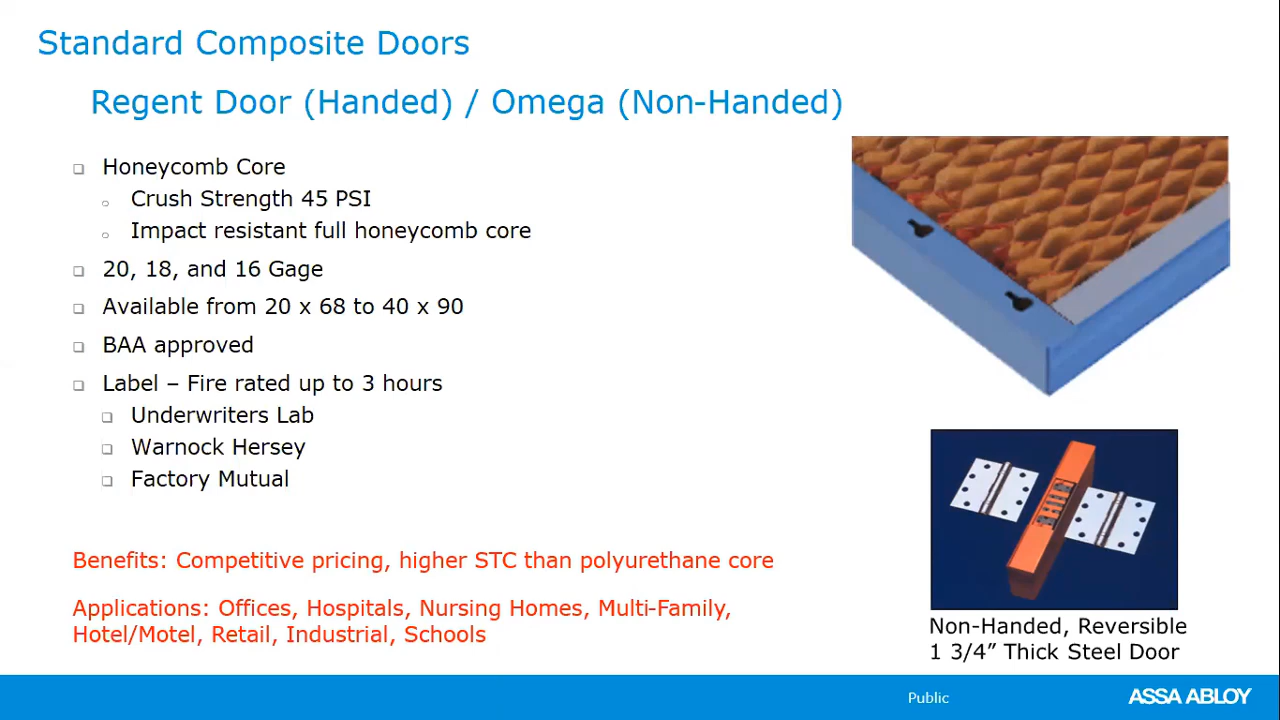 Standard Composite Doors
Regent Door (Handed) / Omega (Non-Handed)
Honeycomb Core
Crush Strength 45 PSI
Impact resistant full honeycomb core
20, 18, and 16 Gage
Available from 20 x 68 to 40 x 90
BAA approved
Label – Fire rated up to 3 hours
Underwriters Lab
Warnock Hersey
Factory Mutual
Benefits: Competitive pricing, higher STC than polyurethane core
Applications: Offices, Hospitals, Nursing Homes, Multi-Family,
Hotel/Motel, Retail, Industrial, Schools
Non-Handed, Reversible
1 3/4” Thick Steel Door
Public
ASSA ABLOY